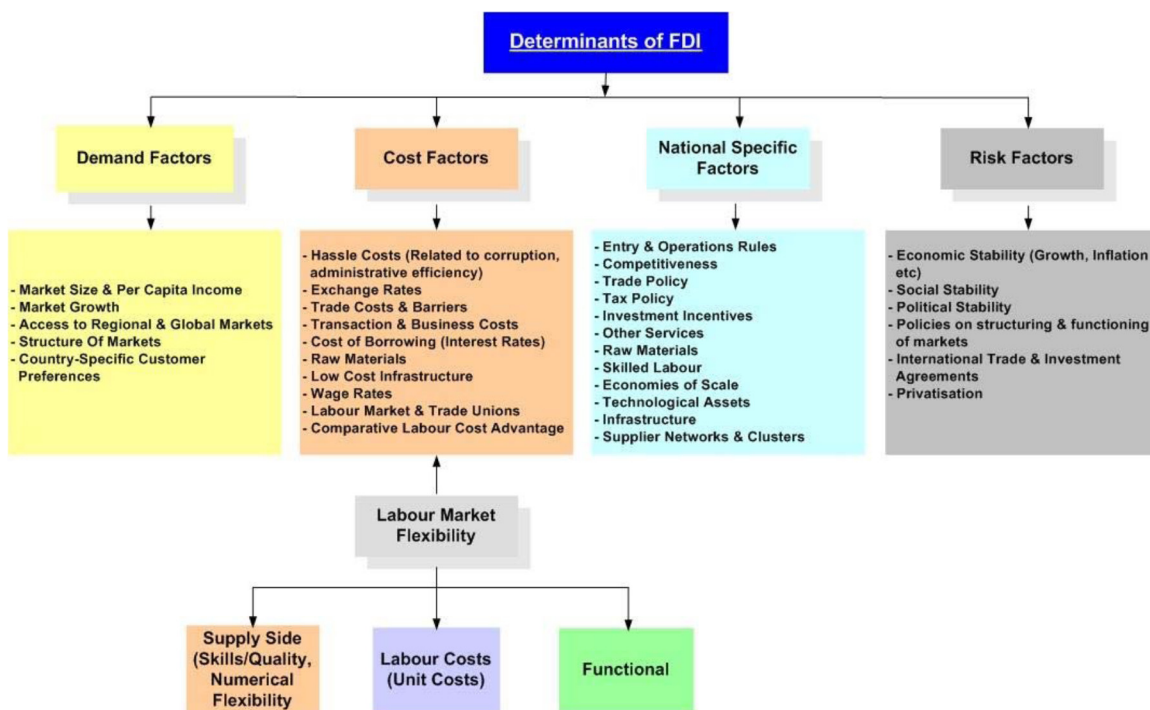 Determinants of FDI
Demand Factors
Cost Factors
National Specific
Factors
Risk Factors
- Market Size & Per Capita Income
- Market Growth
- Access to Regional & Global Markets
- Structure Of Markets
- Country-Specific Customer
Preferences
- Hassle Costs (Related to corruption,
administrative efficiency)
- Exchange Rates
- Trade Costs & Barriers
- Transaction & Business Costs
- Cost of Borrowing (Interest Rates)
- Raw Materials
- Low Cost Infrastructure
- Wage Rates
- Labour Market & Trade Unions
- Comparative Labour Cost Advantage
- Entry & Operations Rules
- Competitiveness
- Trade Policy
- Tax Policy
- Investment Incentives
- Other Services
- Raw Materials
- Skilled Labour
- Economies of Scale
- Technological Assets
- Infrastructure
- Supplier Networks & Clusters
- Economic Stability (Growth, Inflation
etc)
- Social Stability
- Political Stability
- Policies on structuring & functioning
of markets
- International Trade & Investment
Agreements
- Privatisation
Labour Market
Flexibility
Supply Side
(Skills/Quality,
Numerical
Flexibility
Labour Costs
(Unit Costs)
Functional